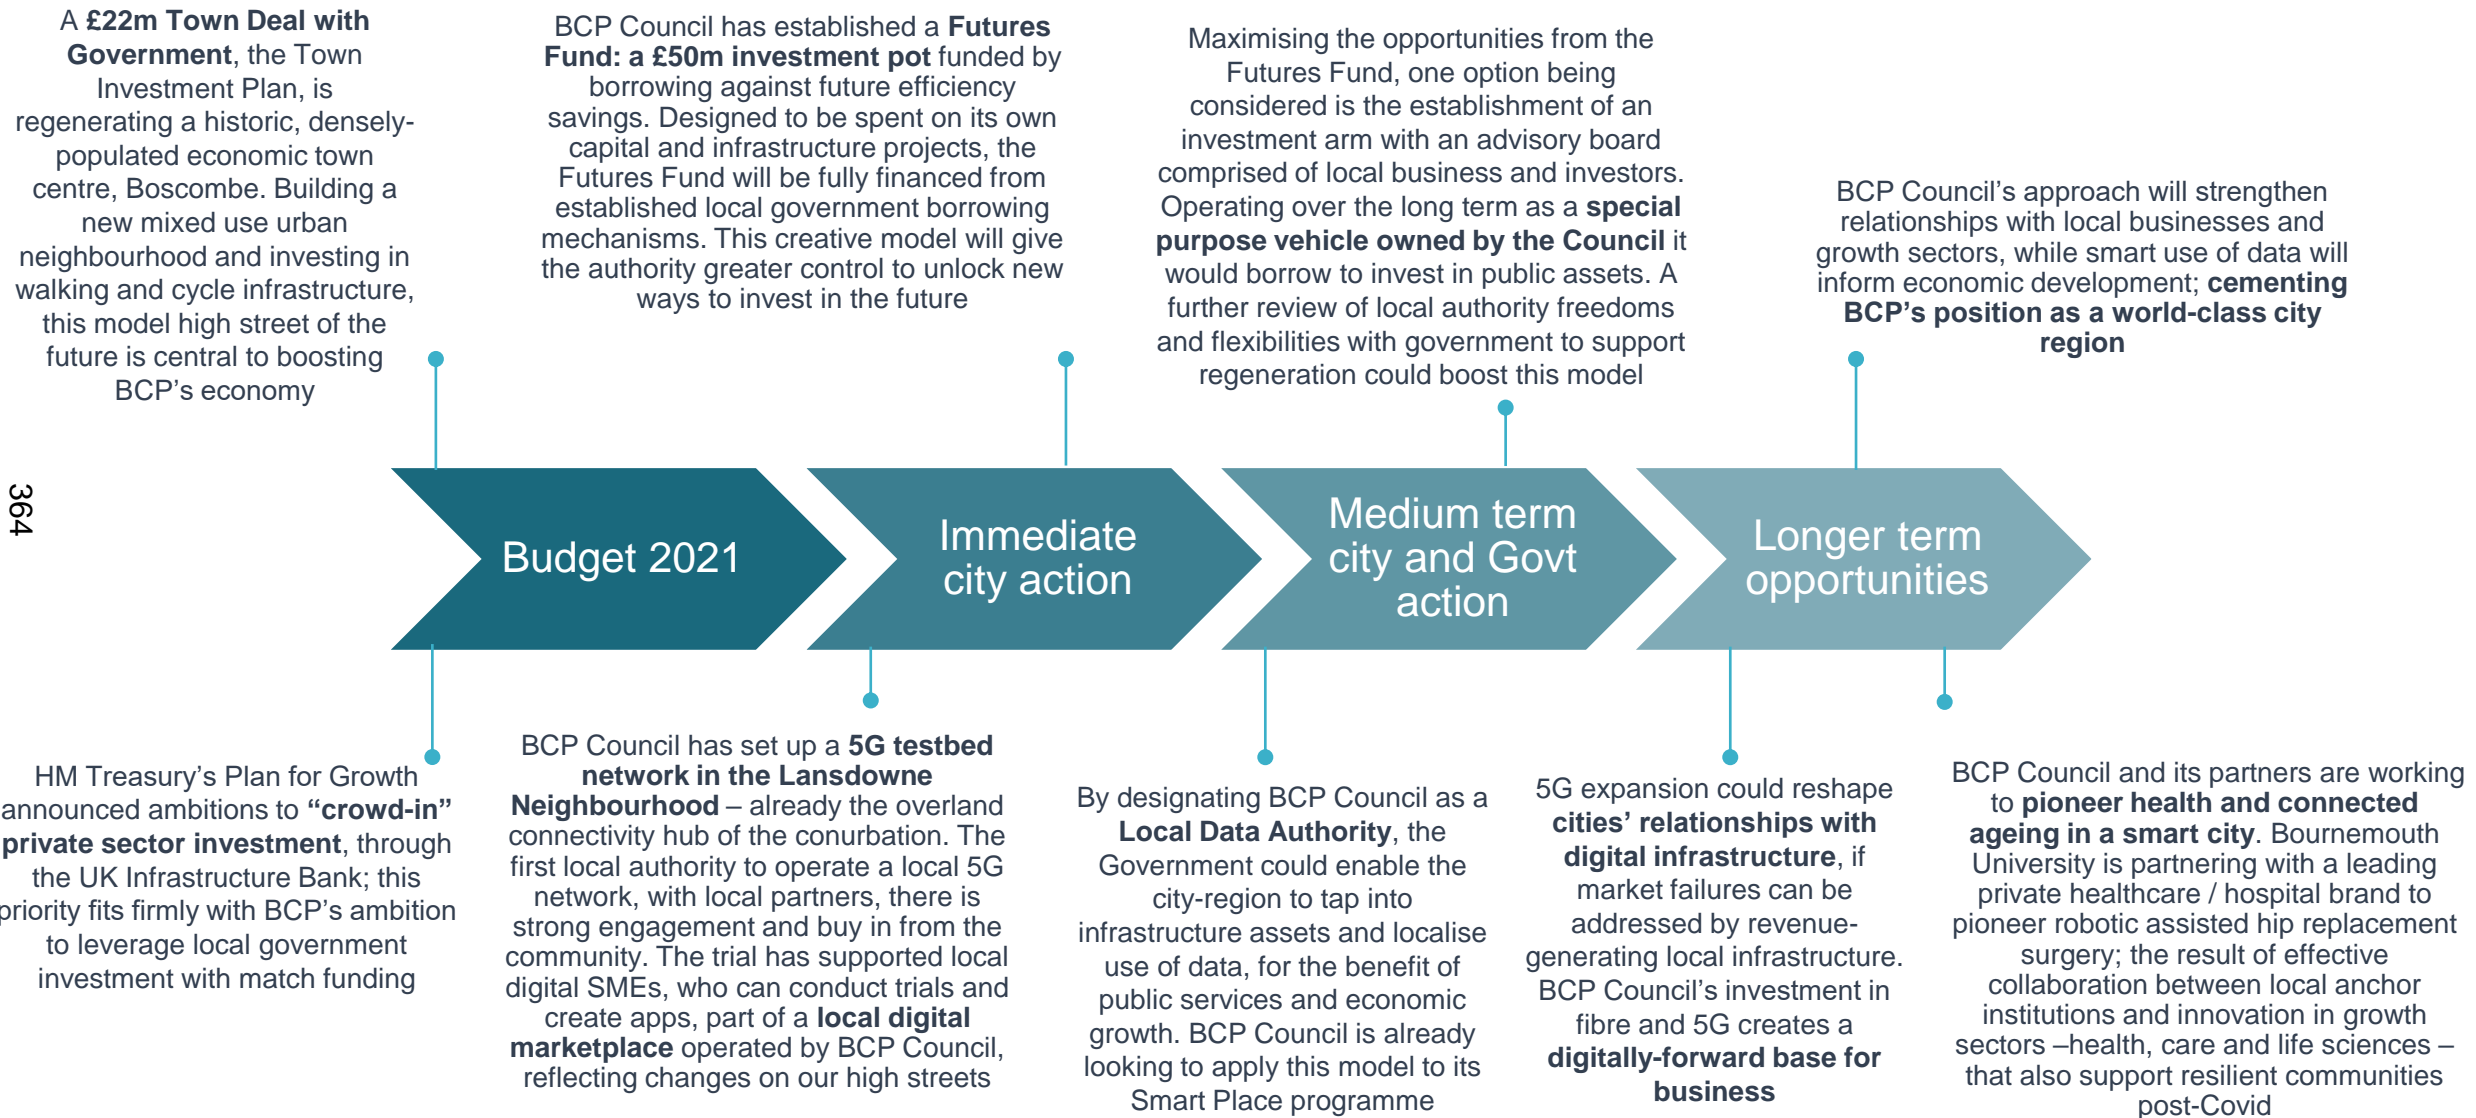 A £22m Town Deal with
Government, the Town
Investment Plan, is
regenerating a historic, densely-
populated economic town
centre, Boscombe. Building a
new mixed use urban
neighbourhood and investing in
walking and cycle infrastructure,
this model high street of the
future is central to boosting
BCP's economy
BCP Council has established a Futures
Fund: a £50m investment pot funded by
borrowing against future efficiency
savings. Designed to be spent on its own
capital and infrastructure projects, the
Futures Fund will be fully financed from
established local government borrowing
mechanisms. This creative model will give
the authority greater control to unlock new
ways to invest in the future
Maximising the opportunities from the
Futures Fund, one option being
considered is the establishment of an
investment arm with an advisory board
comprised of local business and investors.
Operating over the long term as a special
purpose vehicle owned by the Council it
would borrow to invest in public assets. A
further review of local authority freedoms
and flexibilities with government to support
regeneration could boost this model
BCP Council's approach will strengthen
relationships with local businesses and
growth sectors, while smart use of data will
inform economic development; cementing
BCP's position as a world-class city
region
364
Budget 2021
Immediate
city action
Medium term
city and Govt
action
Longer term
opportunities
HM Treasury's Plan for Growth
announced ambitions to "crowd-in"
private sector investment, through
the UK Infrastructure Bank; this
priority fits firmly with BCP's ambition
to leverage local government
investment with match funding
BCP Council has set up a 5G testbed
network in the Lansdowne
Neighbourhood – already the overland
connectivity hub of the conurbation. The
first local authority to operate a local 5G
network, with local partners, there is
strong engagement and buy in from the
community. The trial has supported local
digital SMEs, who can conduct trials and
create apps, part of a local digital
marketplace operated by BCP Council,
reflecting changes on our high streets
By designating BCP Council as a
Local Data Authority, the
Government could enable the
city-region to tap into
infrastructure assets and localise
use of data, for the benefit of
public services and economic
growth. BCP Council is already
looking to apply this model to its
Smart Place programme
5G expansion could reshape
cities' relationships with
digital infrastructure, if
market failures can be
addressed by revenue-
generating local infrastructure.
BCP Council's investment in
fibre and 5G creates a
digitally-forward base for
business
BCP Council and its partners are working
to pioneer health and connected
ageing in a smart city. Bournemouth
University is partnering with a leading
private healthcare / hospital brand to
pioneer robotic assisted hip replacement
surgery; the result of effective
collaboration between local anchor
institutions and innovation in growth
sectors –health, care and life sciences –
that also support resilient communities
post-Covid